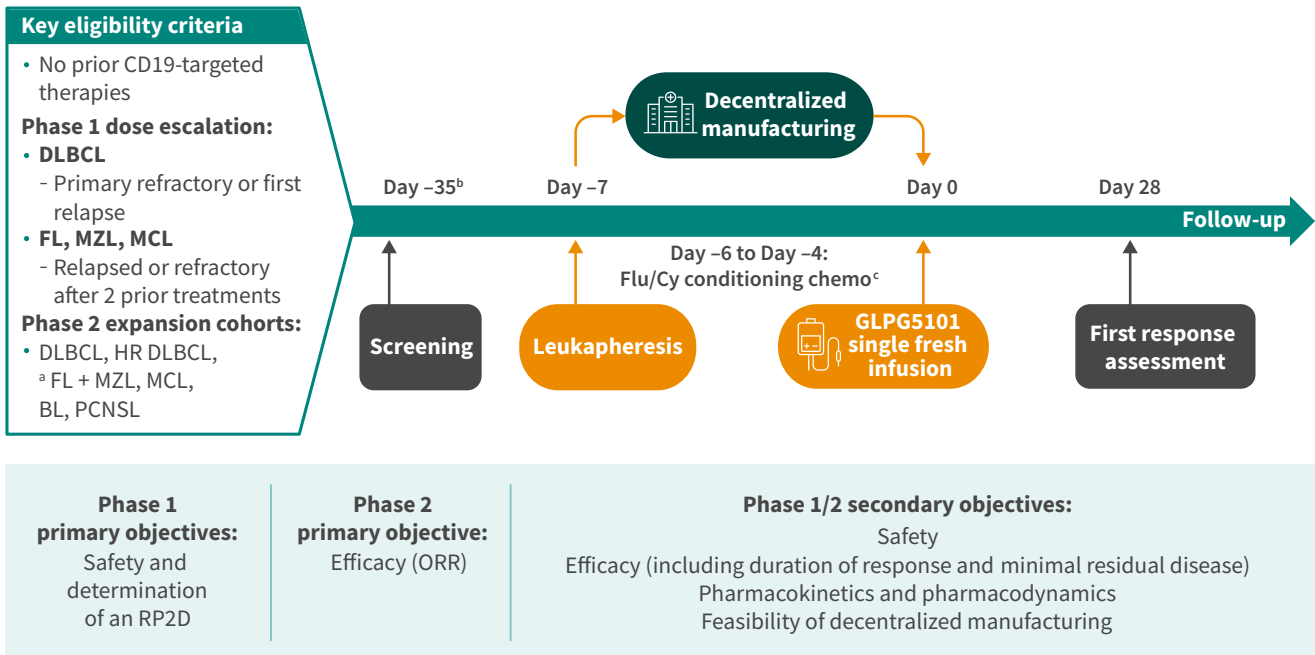 Key eligibility criteria
• No prior CD19-targeted
therapies
Phase 1 dose escalation:
• DLBCL
- Primary refractory or first
relapse
• FL, MZL, MCL
- Relapsed or refractory
after 2 prior treatments
Phase 2 expansion cohorts:
• DLBCL, HR DLBCL,
a FL + MZL, MCL,
BL, PCNSL
Decentralized
manufacturing
Day –35b
Day –7
Day 0
Day 28
Follow-up
Day –6 to Day –4:
Flu/Cy conditioning chemoc
Screening
Leukapheresis
GLPG5101
single fresh
infusion
First response
assessment
Phase 1
primary objectives:
Safety and
determination
of an RP2D
Phase 2
primary objective:
Efficacy (ORR)
Phase 1/2 secondary objectives:
Safety
Efficacy (including duration of response and minimal residual disease)
Pharmacokinetics and pharmacodynamics
Feasibility of decentralized manufacturing